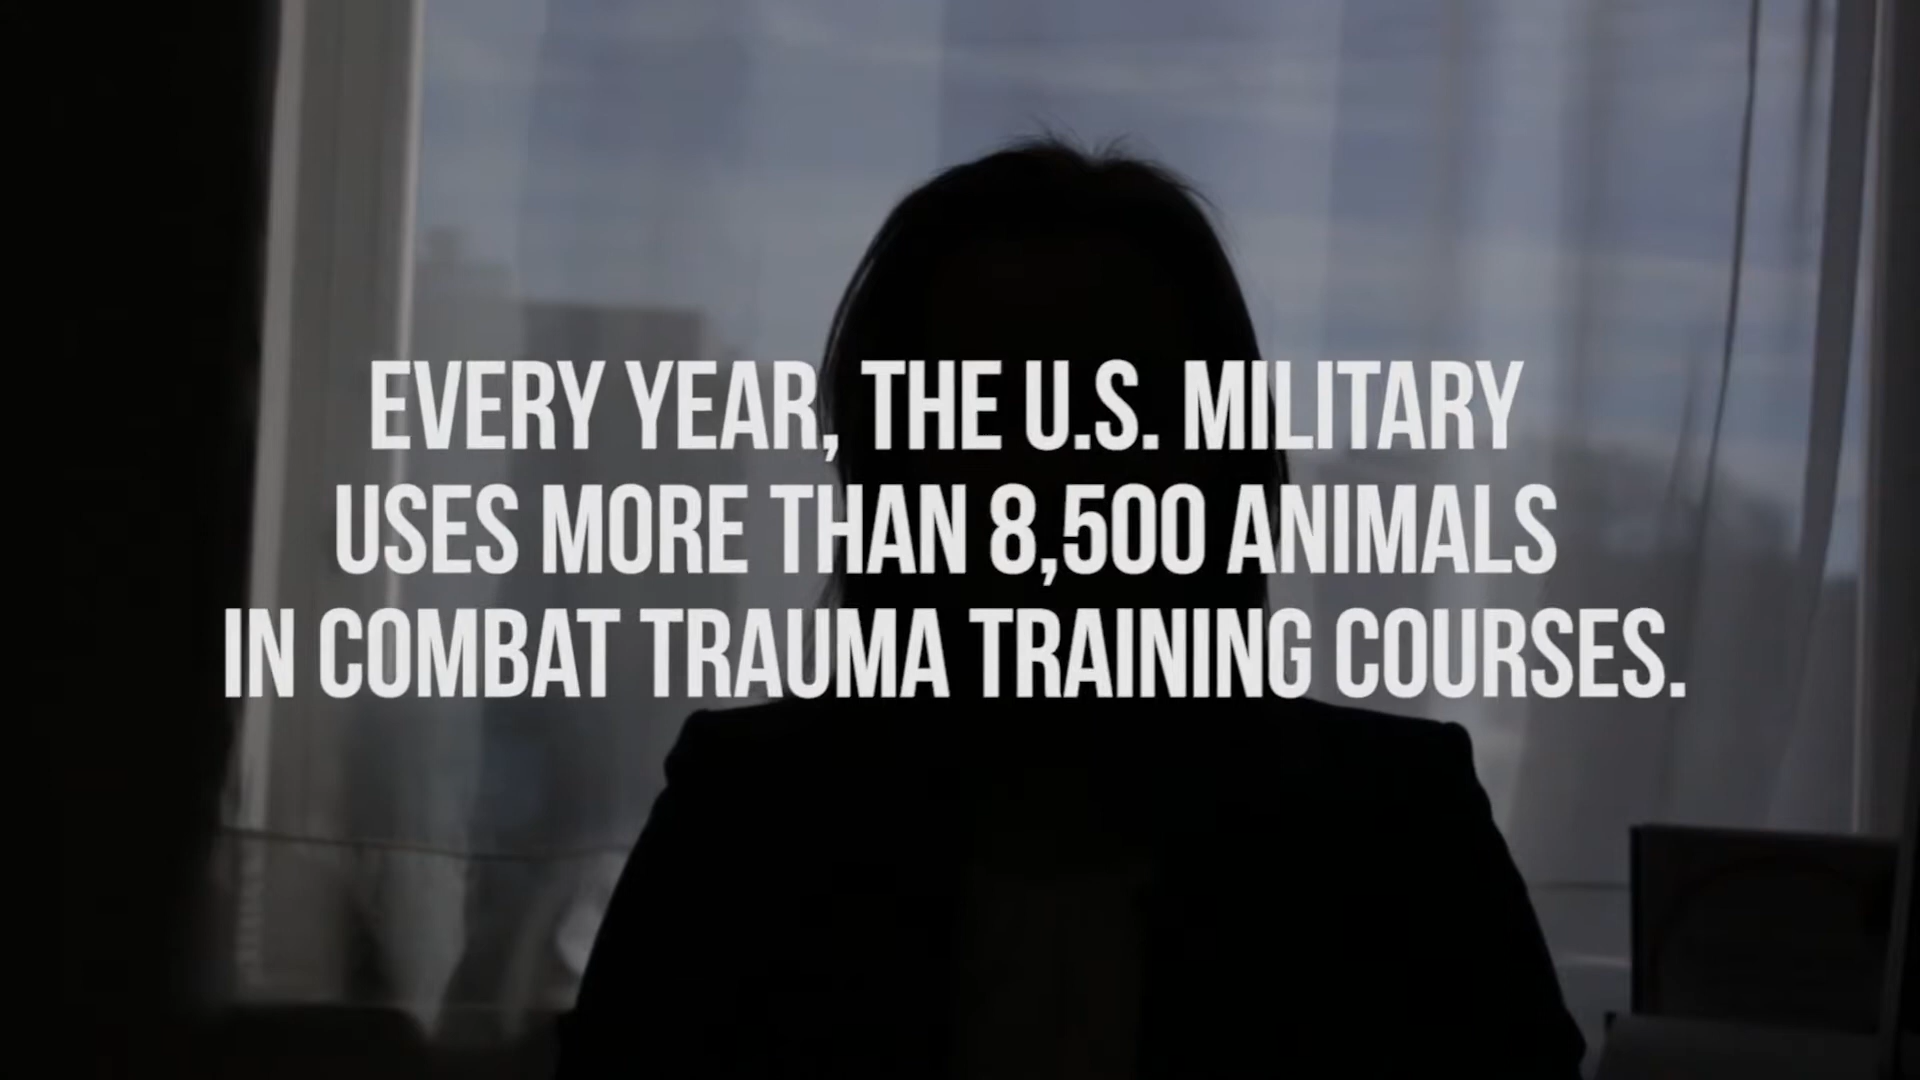 EVERY YEAR, THE U.S. MILITARY
USES MORE THAN 8,500 ANIMALS
IN COMBAT TRAUMA TRAINING COURSES.